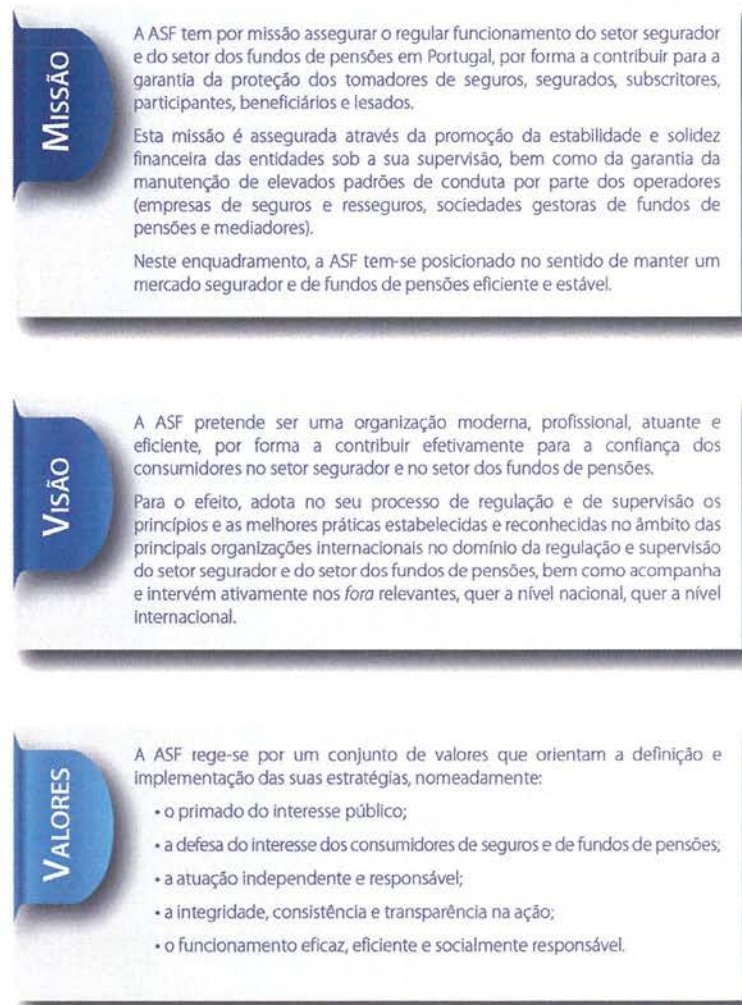 MISSÃO
A ASF tem por missão assegurar o regular funcionamento do setor segurador
e do setor dos fundos de pensões em Portugal, por forma a contribuir para a
garantia da proteção dos tomadores de seguros, segurados, subscritores,
participantes, beneficiários e lesados.
Esta missão é assegurada através da promoção da estabilidade e solidez
financeira das entidades sob a sua supervisão, bem como da garantia da
manutenção de elevados padrões de conduta por parte dos operadores
(empresas de seguros e resseguros, sociedades gestoras de fundos de
pensões e mediadores).
Neste enquadramento, a ASF tem-se posicionado no sentido de manter um
mercado segurador e de fundos de pensões eficiente e estável.
VISÃO
A ASF pretende ser uma organização moderna, profissional, atuante e
eficiente, por forma a contribuir efetivamente para a confiança dos
consumidores no setor segurador e no setor dos fundos de pensões.
Para o efeito, adota no seu processo de regulação e de supervisão os
princípios e as melhores práticas estabelecidas e reconhecidas no âmbito das
principais organizações internacionais no domínio da regulação e supervisão
do setor segurador e do setor dos fundos de pensões, bem como acompanha
e intervém ativamente nos fora relevantes, quer a nível nacional, quer a nível
internacional.
VALORES
A ASF rege-se por um conjunto de valores que orientam a definição e
implementação das suas estratégias, nomeadamente:
• o primado do interesse público;
• a defesa do interesse dos consumidores de seguros e de fundos de pensões;
• a atuação independente e responsável;
• a integridade, consistência e transparência na ação;
• o funcionamento eficaz, eficiente e socialmente responsável.